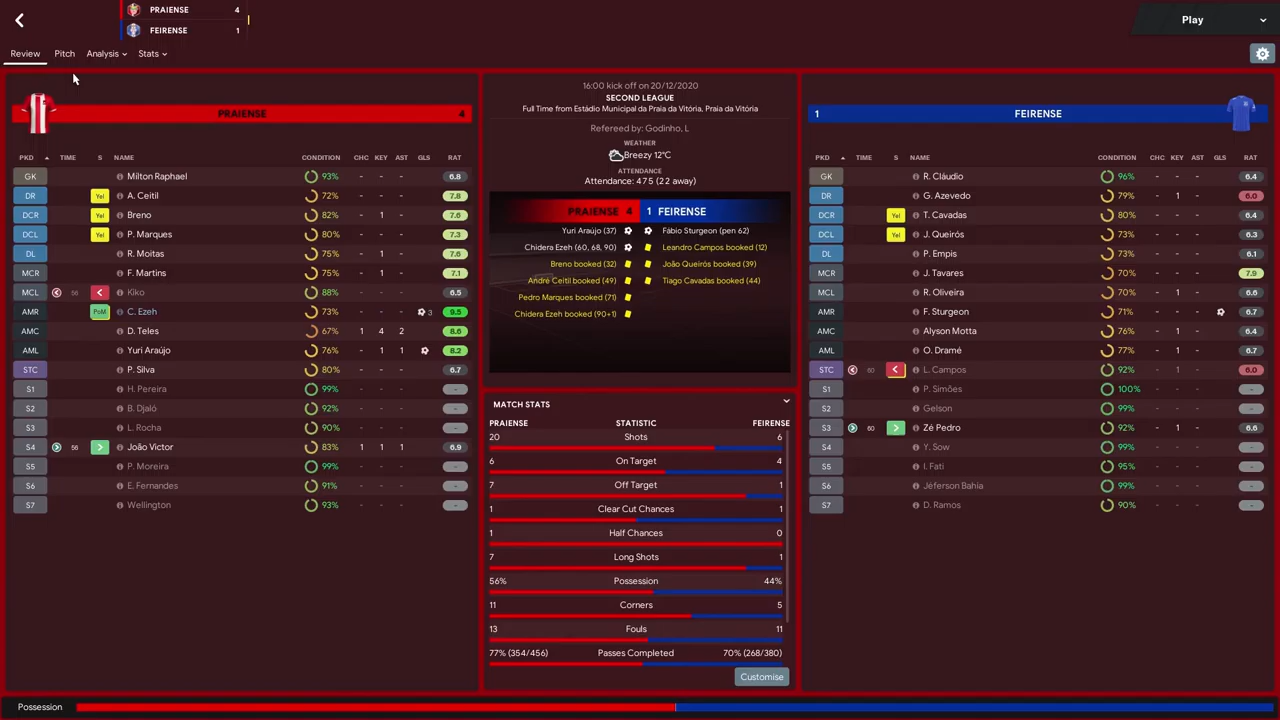 PRAIENSE 4
FEIRENSE 1
Play
Review Pitch Analysis Stats
PRAIENSE 4
PKD TIME S NAME CONDITION CHC KEY AST GLS RAT
GK Milton Raphael 93% - - - 6.8
DR Yel A. Ceitil 72% - - - 7.8
DCR Yel Breno 82% - 1 - 7.6
DCL Yel P. Marques 80% - - - 7.3
DL R. Moitas 75% - 1 - 7.6
MCR F. Martins 75% - 1 - 7.1
MCL 56 Kiko 88% - - - 6.5
AMR PoM C. Ezeh 73% - - - 3 9.5
AMC D. Teles 67% 1 4 2 8.6
AML Yuri Araújo 76% - 1 1 8.2
STC P. Silva 80% - - - 6.7
S1 H. Pereira 99% - - - -
S2 B. Djaló 92% - - - -
S3 L. Rocha 90% - - - -
S4 56 João Victor 83% 1 1 1 6.9
S5 P. Moreira 99% - - - -
S6 E. Fernandes 91% - - - -
S7 Wellington 93% - - - -
16:00 kick off on 20/12/2020
SECOND LEAGUE
Full Time from Estádio Municipal da Praia da Vitória, Praia da Vitória
Refereed by: Godinho, L
WEATHER
Breezy 12°C
ATTENDANCE
Attendance: 475 (22 away)
PRAIENSE 4 1 FEIRENSE
Yuri Araújo (37) Fábio Sturgeon (pen 62)
Chidera Ezeh (60, 68, 90) Leandro Campos booked (12)
Breno booked (32) João Queirós booked (39)
André Ceitil booked (49) Tiago Cavadas booked (44)
Pedro Marques booked (71)
Chidera Ezeh booked (90+1)
MATCH STATS
PRAIENSE STATISTIC FEIRENSE
20 Shots 6
6 On Target 4
7 Off Target 1
1 Clear Cut Chances 1
1 Half Chances 0
7 Long Shots 1
56% Possession 44%
11 Corners 5
13 Fouls 11
77% (354/456) Passes Completed 70% (268/380)
Customise
1 FEIRENSE
PKD TIME S NAME CONDITION CHC KEY AST GLS RAT
GK R. Cláudio 96% - - - 6.4
DR G. Azevedo 79% - 1 - 6.0
DCR Yel T. Cavadas 80% - - - 6.4
DCL Yel J. Queirós 73% - - - 6.3
DL P. Empis 73% - - - 6.1
MCR J. Tavares 70% - - - 7.9
MCL R. Oliveira 70% - 1 - 6.6
AMR F. Sturgeon 71% - - - 6.7
AMC Alyson Motta 76% - 1 - 6.4
AML O. Dramé 77% - 1 - 6.7
STC 60 L. Campos 92% - 1 - 6.0
S1 P. Simões 100% - - - -
S2 Gelson 99% - - - -
S3 60 Zé Pedro 92% - 1 - 6.6
S4 Y. Sow 99% - - - -
S5 I. Fati 95% - - - -
S6 Jéferson Bahia 99% - - - -
S7 D. Ramos 90% - - - -
Possession